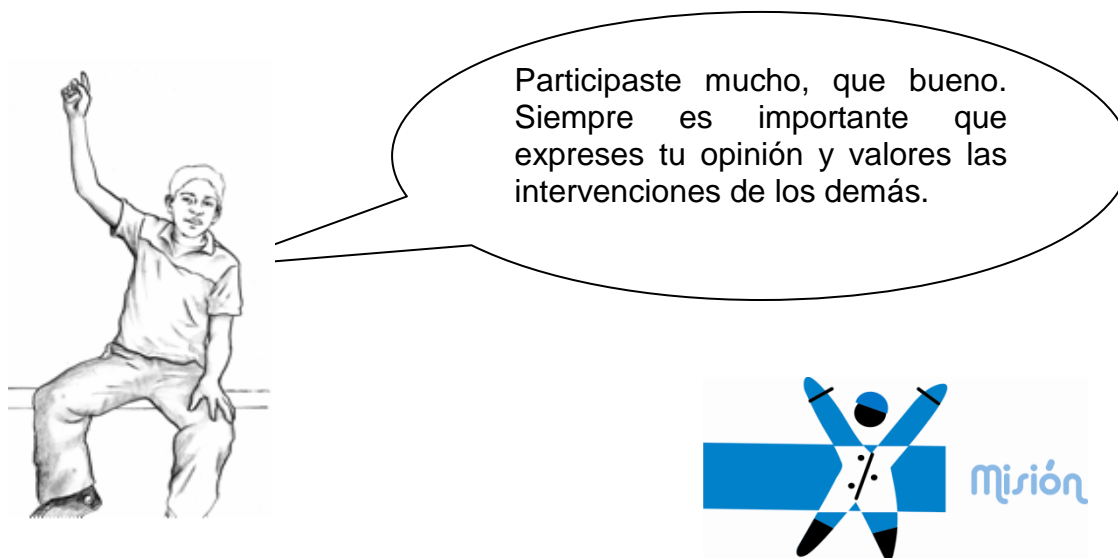 Participaste mucho, que bueno.
Siempre es importante que
expreses tu opinión y valores las
intervenciones de los demás.
Misión